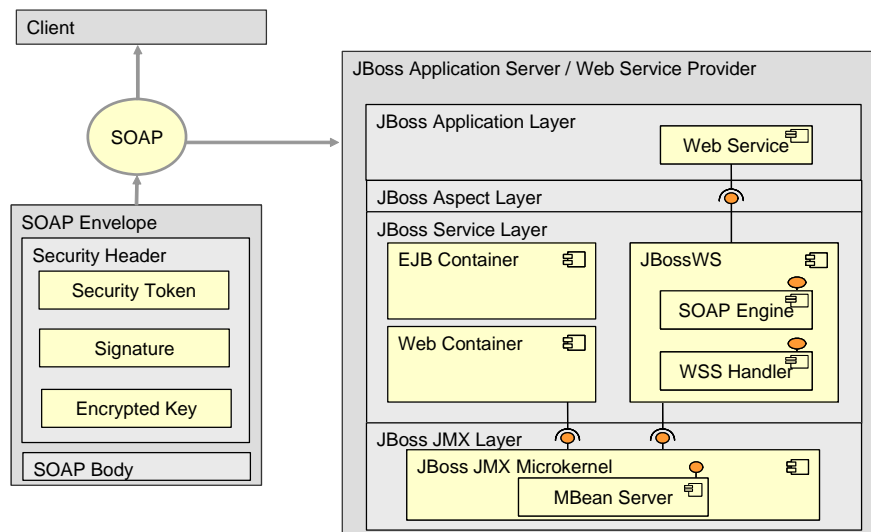 Client
SOAP
SOAP Envelope
Security Header
Security Token
Signature
Encrypted Key
SOAP Body
JBoss Application Server / Web Service Provider
JBoss Application Layer
Web Service
JBoss Aspect Layer
JBoss Service Layer
EJB Container
Web Container
JBossWS
SOAP Engine
WSS Handler
JBoss JMX Layer
JBoss JMX Microkernel
MBean Server